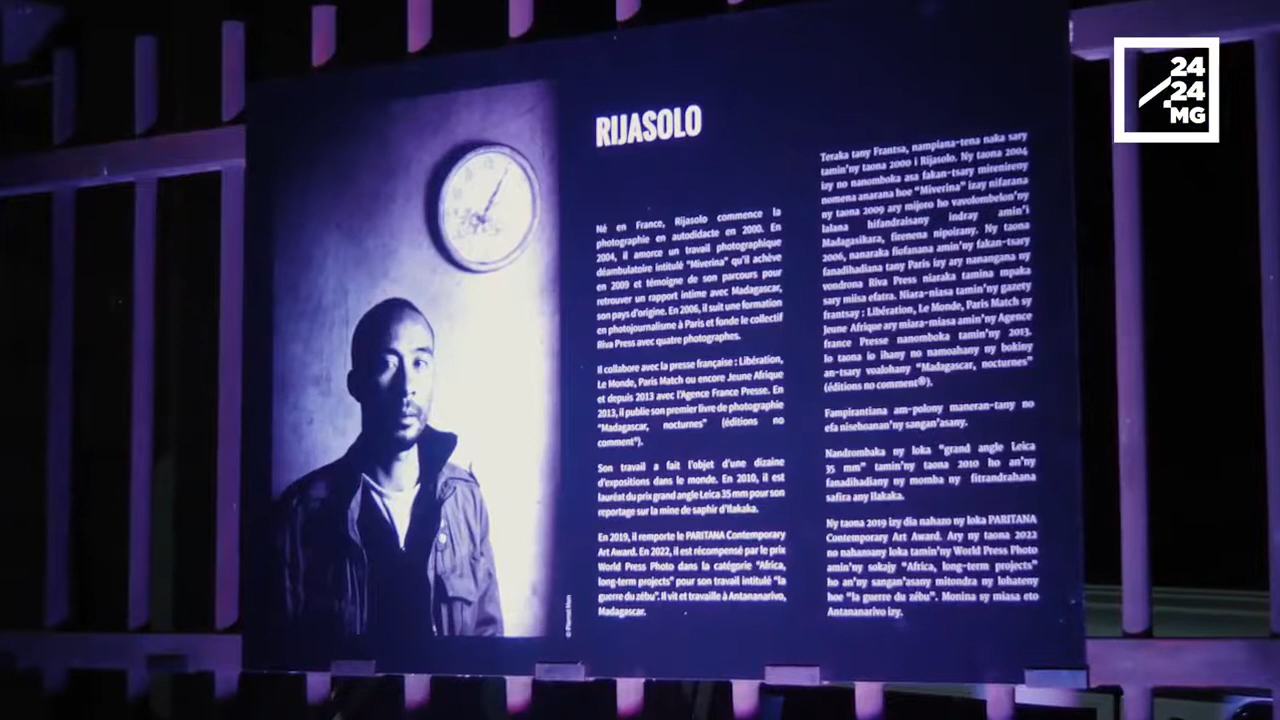 24
24
MG
RIJASOLO
Né en France, Rijasolo commence la
photographie en autodidacte en 2000. En
2004, il amorce un travail photographique
déambulatoire intitulé "Miverina" qu'il achève
en 2009 et témoigne de son parcours pour
retrouver un rapport intime avec Madagascar,
son pays d'origine. En 2006, il suit une formation
en photojournalisme à Paris et fonde le collectif
Riva Press avec quatre photographes.
Il collabore avec la presse française : Libération,
Le Monde, Paris Match ou encore Jeune Afrique
et depuis 2013 avec l'Agence France Presse. En
2013, il publie son premier livre de photographie
"Madagascar, nocturnes" (éditions no
comment®).
Son travail a fait l'objet d'une dizaine
d'expositions dans le monde. En 2010, il est
lauréat du prix grand angle Leica 35 mm pour son
reportage sur la mine de saphir d'Ilakaka.
En 2019, il remporte le PARITANA Contemporary
Art Award. En 2022, il est récompensé par le prix
World Press Photo dans la catégorie "Africa,
long-term projects" pour son travail intitulé "la
guerre du zébu". Il vit et travaille à Antananarivo,
Madagascar.
Teraka tany Frantsa, nampiana-tena naka sary
tamin'ny taona 2000 i Rijasolo. Ny taona 2004
izy no nanomboka asa fakan-tsary mirenireny
nomena anarana hoe "Miverina" izay nifarana
ny taona 2009 ary mijoro ho vavolombelon'ny
lalana hifandraisany indray amin'i
Madagasikara, firenena nipoirany. Ny taona
2006, nanaraka fiofanana amin'ny fakan-tsary
fanadihadiana tany Paris izy ary nanangana ny
vondrona Riva Press niaraka tamina mpaka
sary miisa efatra. Niara-niasa tamin'ny gazety
frantsay : Libération, Le Monde, Paris Match sy
Jeune Afrique ary miara-miasa amin'ny Agence
france Presse nanomboka tamin'ny 2013.
Io taona io ihany no namoahany ny bokiny
an-tsary voalohany "Madagascar, nocturnes"
(éditions no comment®).
Fampirantiana am-polony maneran-tany no
efa nisehoanan'ny sangan'asany.
Nandrombaka ny loka "grand angle Leica
35 mm" tamin'ny taona 2010 ho an'ny
fanadihadiany ny momba ny fitrandrahana
safira any Ilakaka.
Ny taona 2019 izy dia nahazo ny loka PARITANA
Contemporary Art Award. Ary ny taona 2022
no nahazoany loka tamin'ny World Press Photo
amin'ny sokajy "Africa, long-term projects"
ho an'ny sangan'asany mitondra ny lohateny
hoe "la guerre du zébu". Monina sy miasa eto
Antananarivo izy.